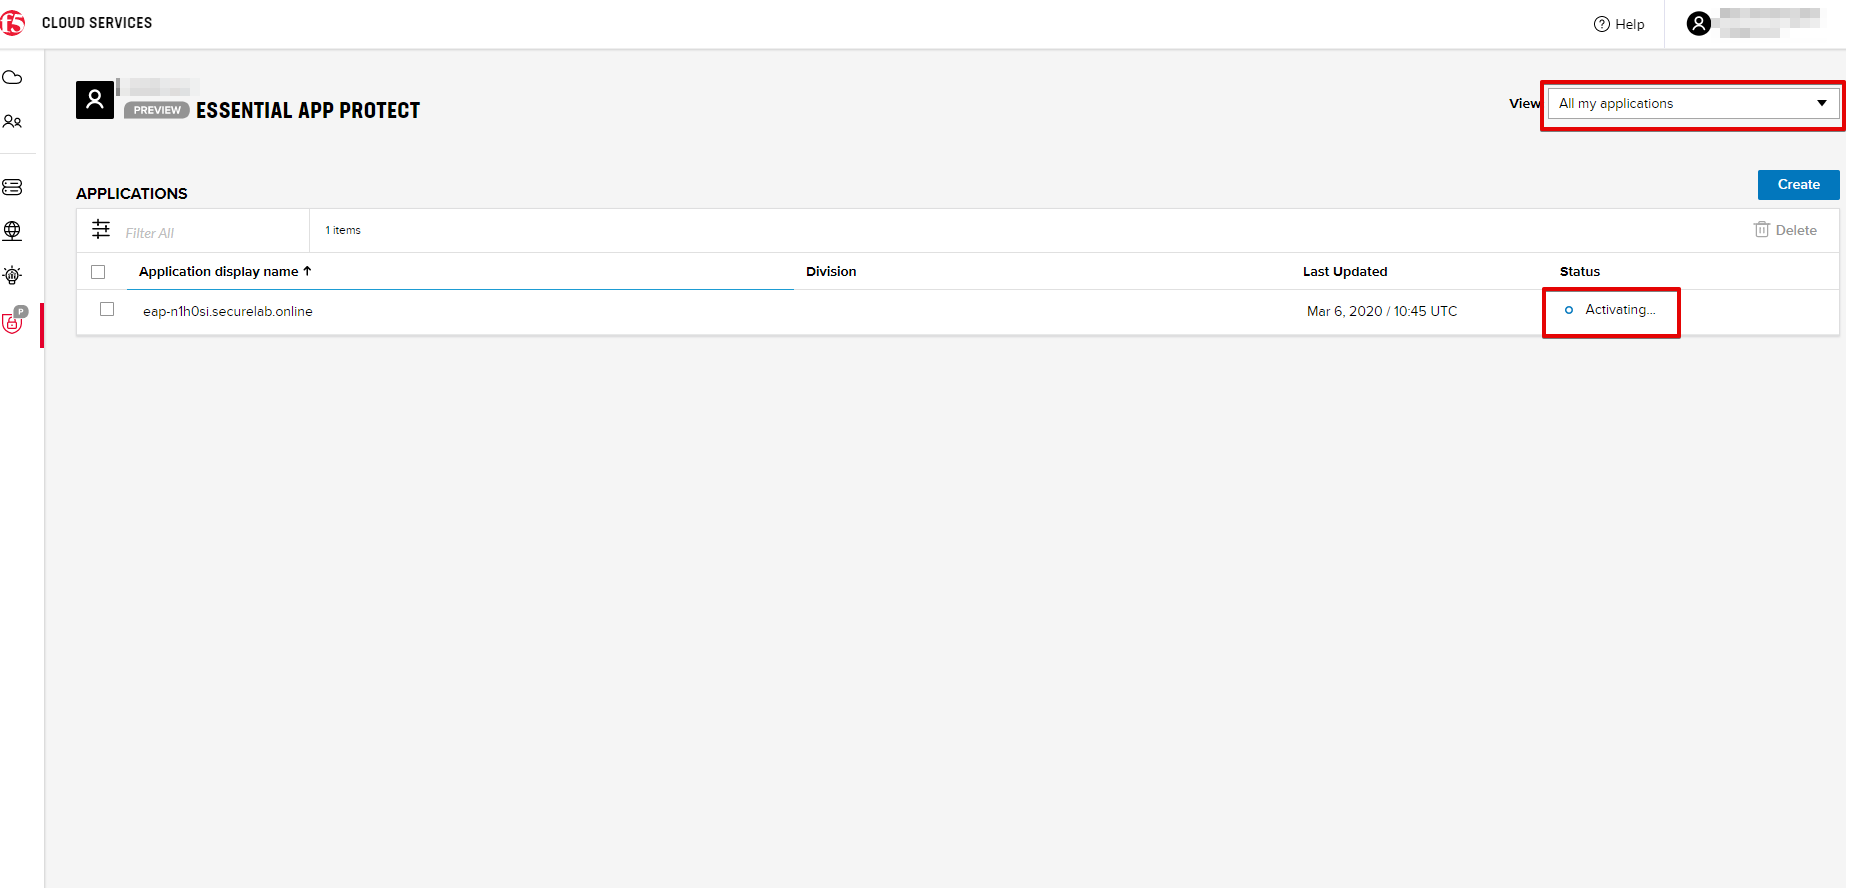 f5 CLOUD SERVICES
Help
PREVIEW ESSENTIAL APP PROTECT
View All my applications
APPLICATIONS
Create
Filter All 1 items Delete
Application display name ↑ Division Last Updated Status
eap-n1h0si.securelab.online Mar 6, 2020 / 10:45 UTC Activating...
P